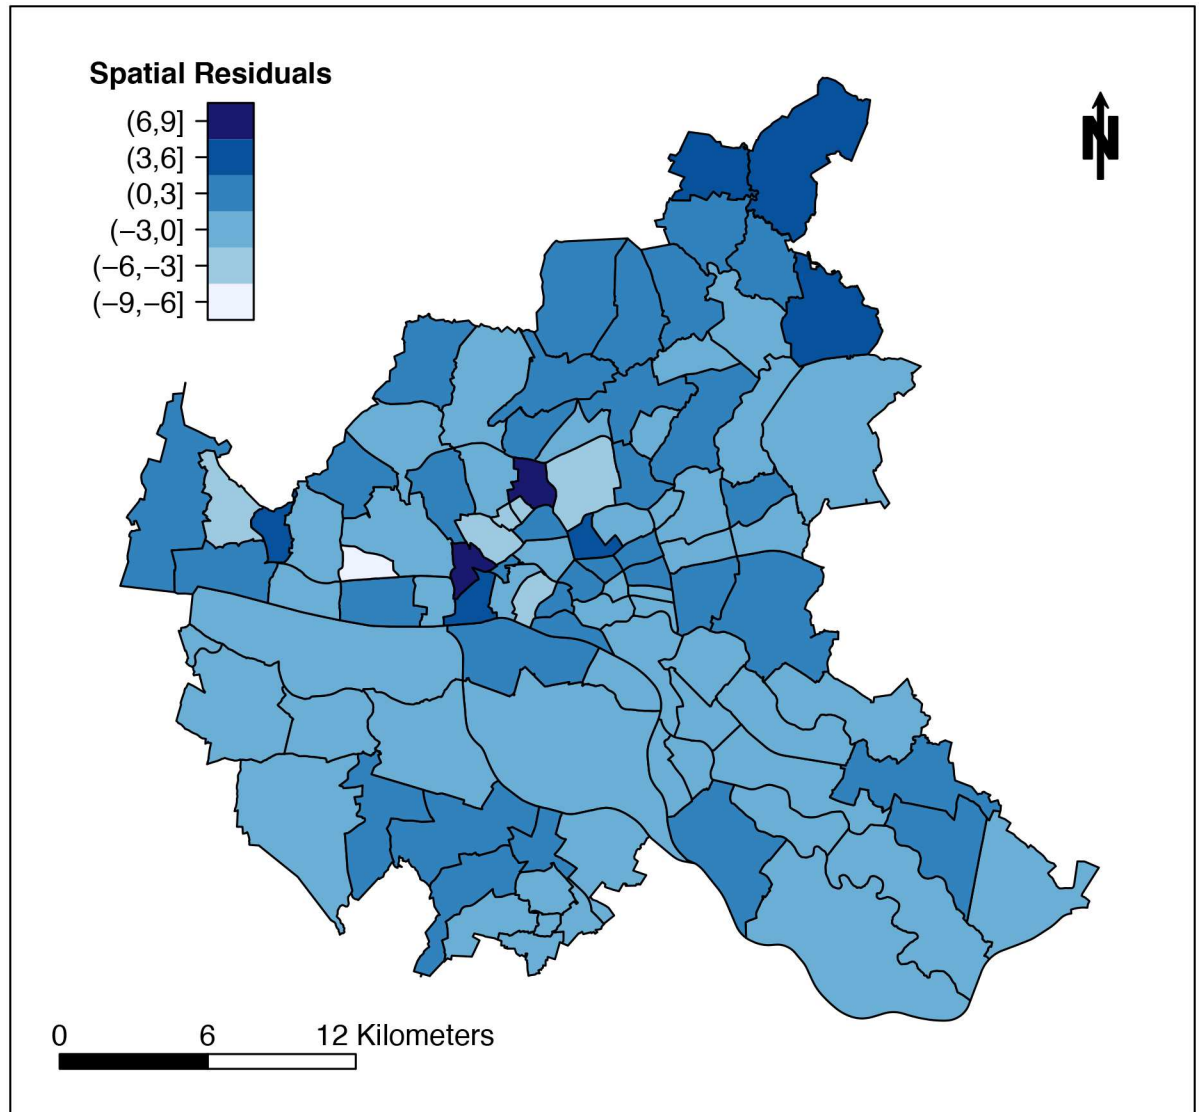 Spatial Residuals
(6,9]
(3,6]
(0,3]
(−3,0]
(−6,−3]
(−9,−6]
N
0 6 12 Kilometers